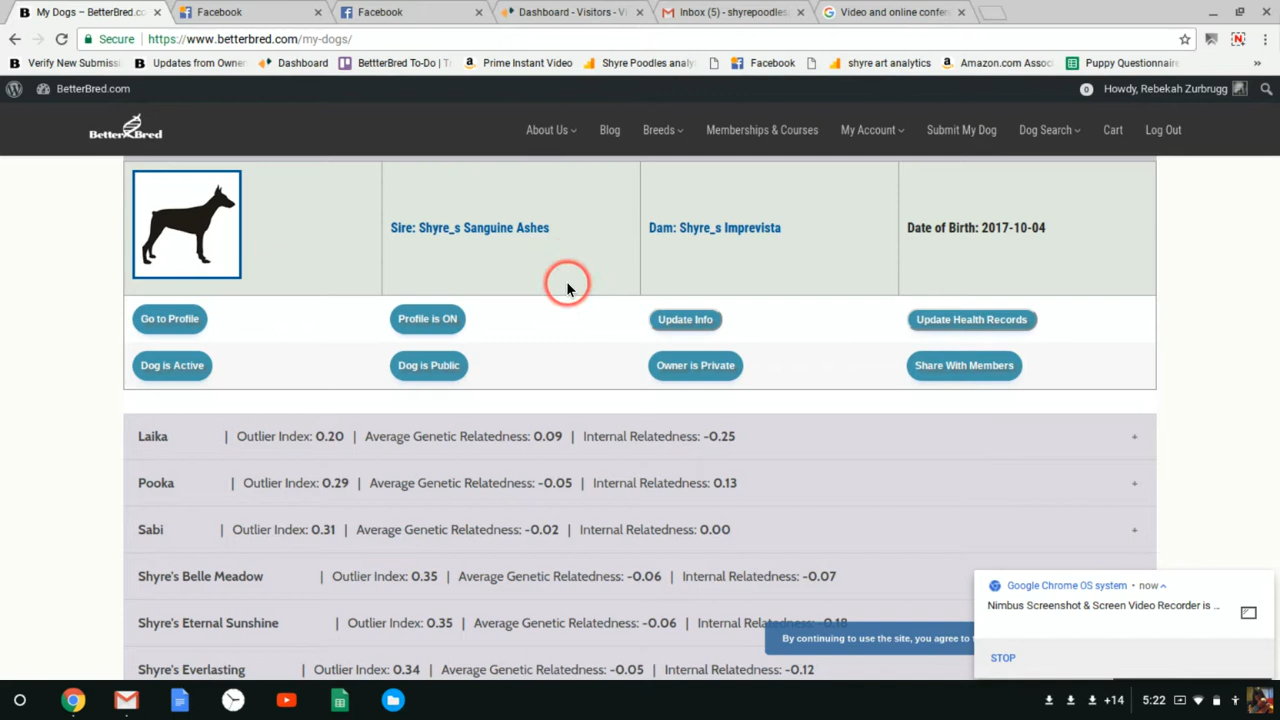 My Dogs – BetterBred.co
Facebook
Facebook
Dashboard - Visitors - Vi
Inbox (5) - shyrepoodles
Video and online confer
Secure
https://www.betterbred.com/my-dogs/
Verify New Submiss
Updates from Owner
Dashboard
BettterBred To-Do | T
Prime Instant Video
Shyre Poodles analy
Facebook
shyre art analytics
Amazon.com Assoc
Puppy Questionnaire
»
BetterBred.com
0
Howdy, Rebekah Zurbrugg
Better Bred
About Us
Blog
Breeds
Memberships & Courses
My Account
Submit My Dog
Dog Search
Cart
Log Out
Sire: Shyre_s Sanguine Ashes
Dam: Shyre_s Imprevista
Date of Birth: 2017-10-04
Go to Profile
Profile is ON
Update Info
Update Health Records
Dog is Active
Dog is Public
Owner is Private
Share With Members
Laika | Outlier Index: 0.20 | Average Genetic Relatedness: 0.09 | Internal Relatedness: -0.25 +
Pooka | Outlier Index: 0.29 | Average Genetic Relatedness: -0.05 | Internal Relatedness: 0.13 +
Sabi | Outlier Index: 0.31 | Average Genetic Relatedness: -0.02 | Internal Relatedness: 0.00 +
Shyre's Belle Meadow | Outlier Index: 0.35 | Average Genetic Relatedness: -0.06 | Internal Relatedness: -0.07
Shyre's Eternal Sunshine | Outlier Index: 0.35 | Average Genetic Relatedness: -0.06 | Internal Relatedness: -0.18
Shyre's Everlasting | Outlier Index: 0.34 | Average Genetic Relatedness: -0.05 | Internal Relatedness: -0.12
By continuing to use the site, you agree to
Google Chrome OS system • now
Nimbus Screenshot & Screen Video Recorder is ...
STOP
+14
5:22